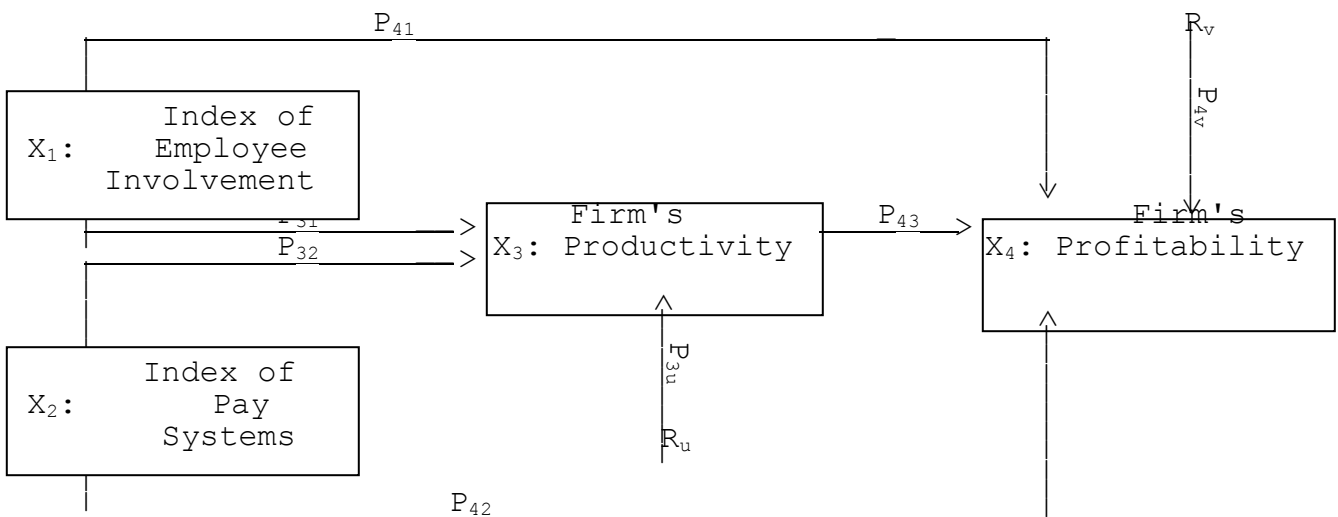 P₄₁
Rᵥ
P₄ᵥ
X₁: Index of
Employee
Involvement
P₃₁
P₃₂
Firm's
X₃: Productivity
P₄₃
Firm's
X₄: Profitability
P₃ᵤ
Rᵤ
Index of
X₂: Pay
Systems
P₄₂